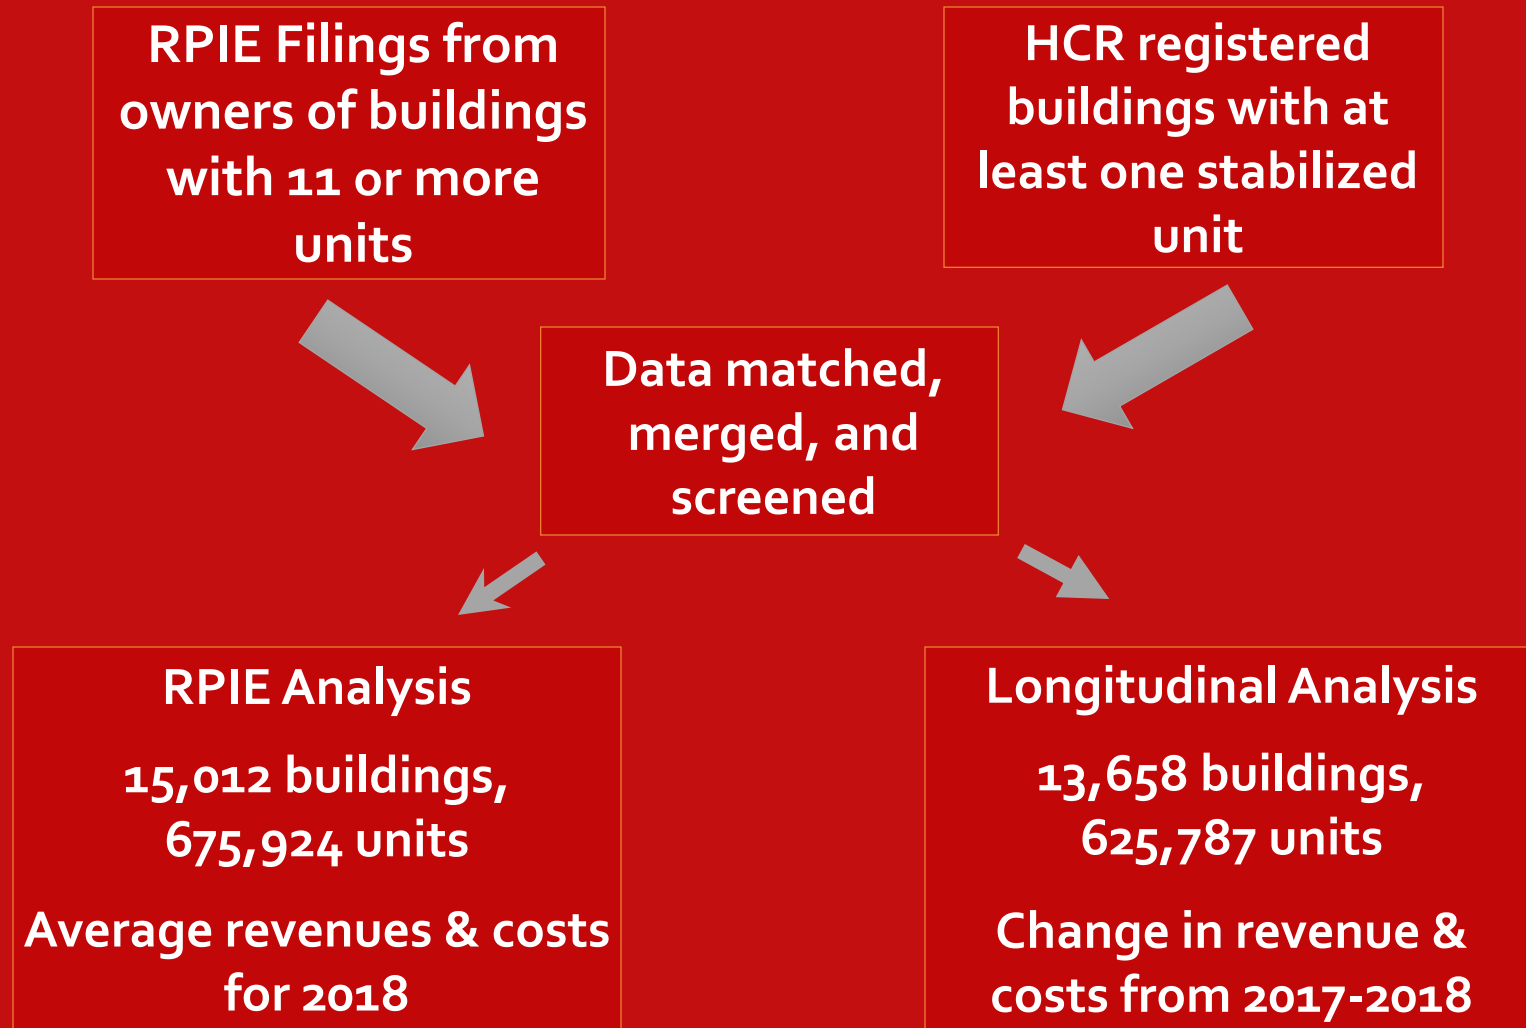 RPIE Filings from
owners of buildings
with 11 or more
units
HCR registered
buildings with at
least one stabilized
unit
Data matched,
merged, and
screened
RPIE Analysis
15,012 buildings,
675,924 units
Average revenues & costs
for 2018
Longitudinal Analysis
13,658 buildings,
625,787 units
Change in revenue &
costs from 2017-2018